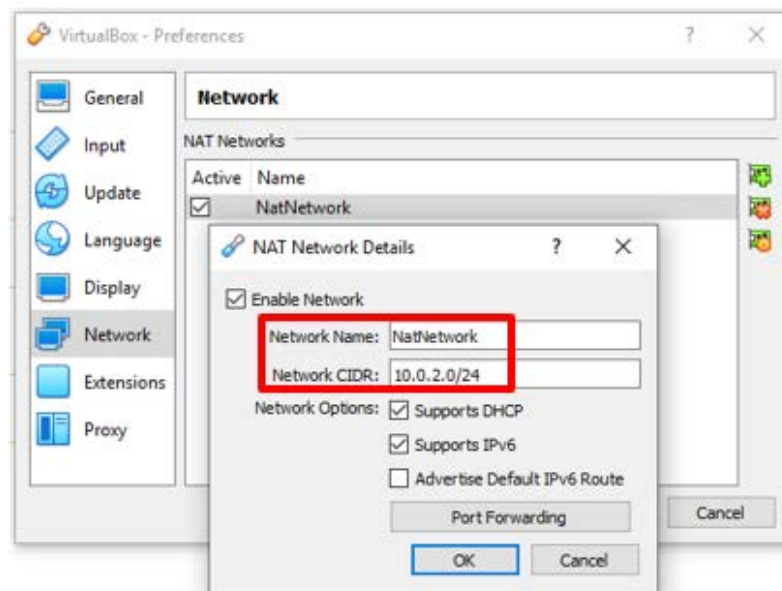 VirtualBox - Preferences ? ×
General
Input
Update
Language
Display
Network
Extensions
Proxy
Network
NAT Networks
Active Name
NatNetwork
NAT Network Details ? ×
Enable Network
Network Name: NatNetwork
Network CIDR: 10.0.2.0/24
Network Options: Supports DHCP
Supports IPv6
Advertise Default IPv6 Route
Port Forwarding
OK Cancel
Cancel